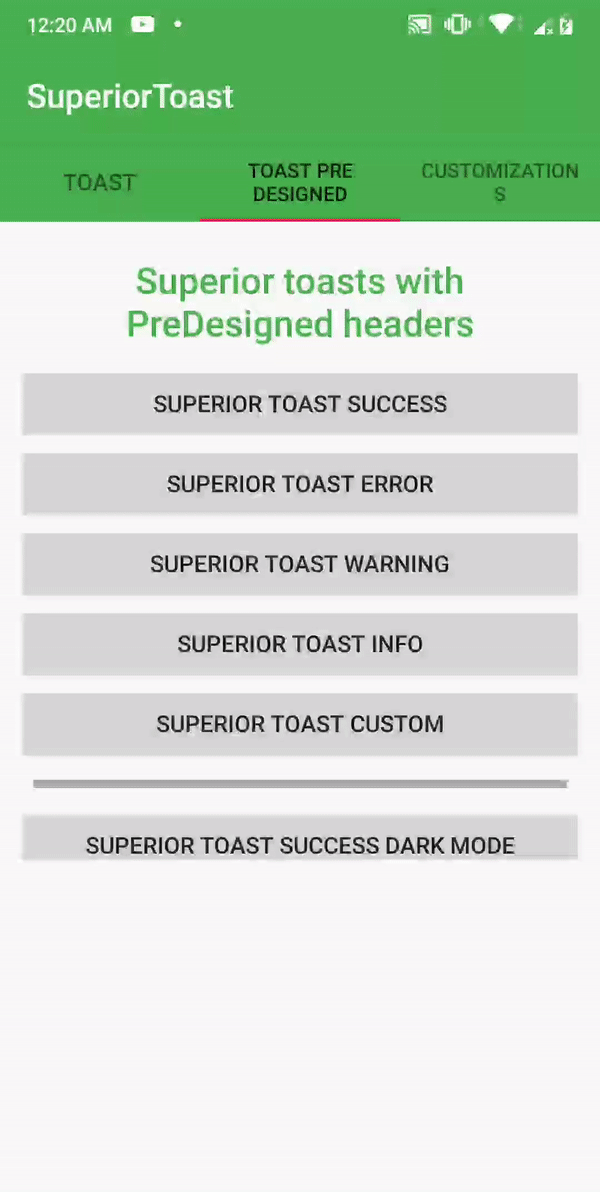 12:20 AM
SuperiorToast
TOAST
TOAST PRE
DESIGNED
CUSTOMIZATION
S
Superior toasts with
PreDesigned headers
SUPERIOR TOAST SUCCESS
SUPERIOR TOAST ERROR
SUPERIOR TOAST WARNING
SUPERIOR TOAST INFO
SUPERIOR TOAST CUSTOM
SUPERIOR TOAST SUCCESS DARK MODE